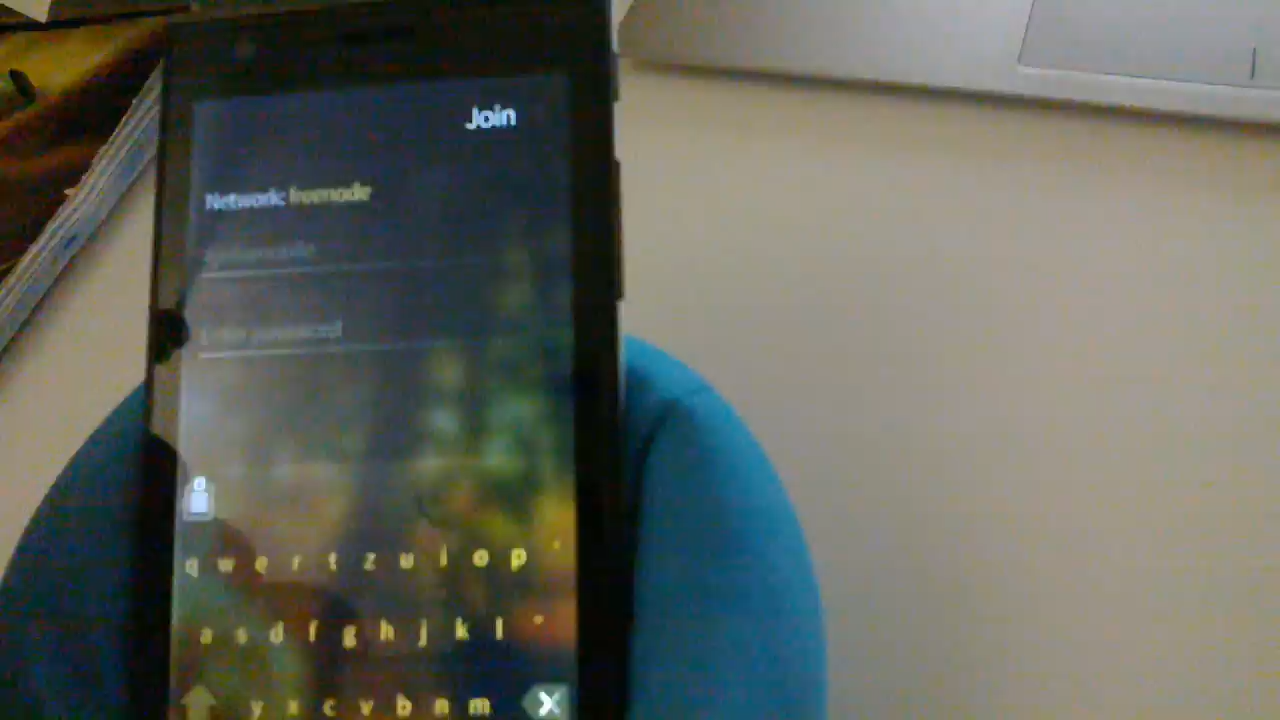 Join
Network: freenode
q w e r t z u i o p
a s d f g h j k l
y x c v b n m